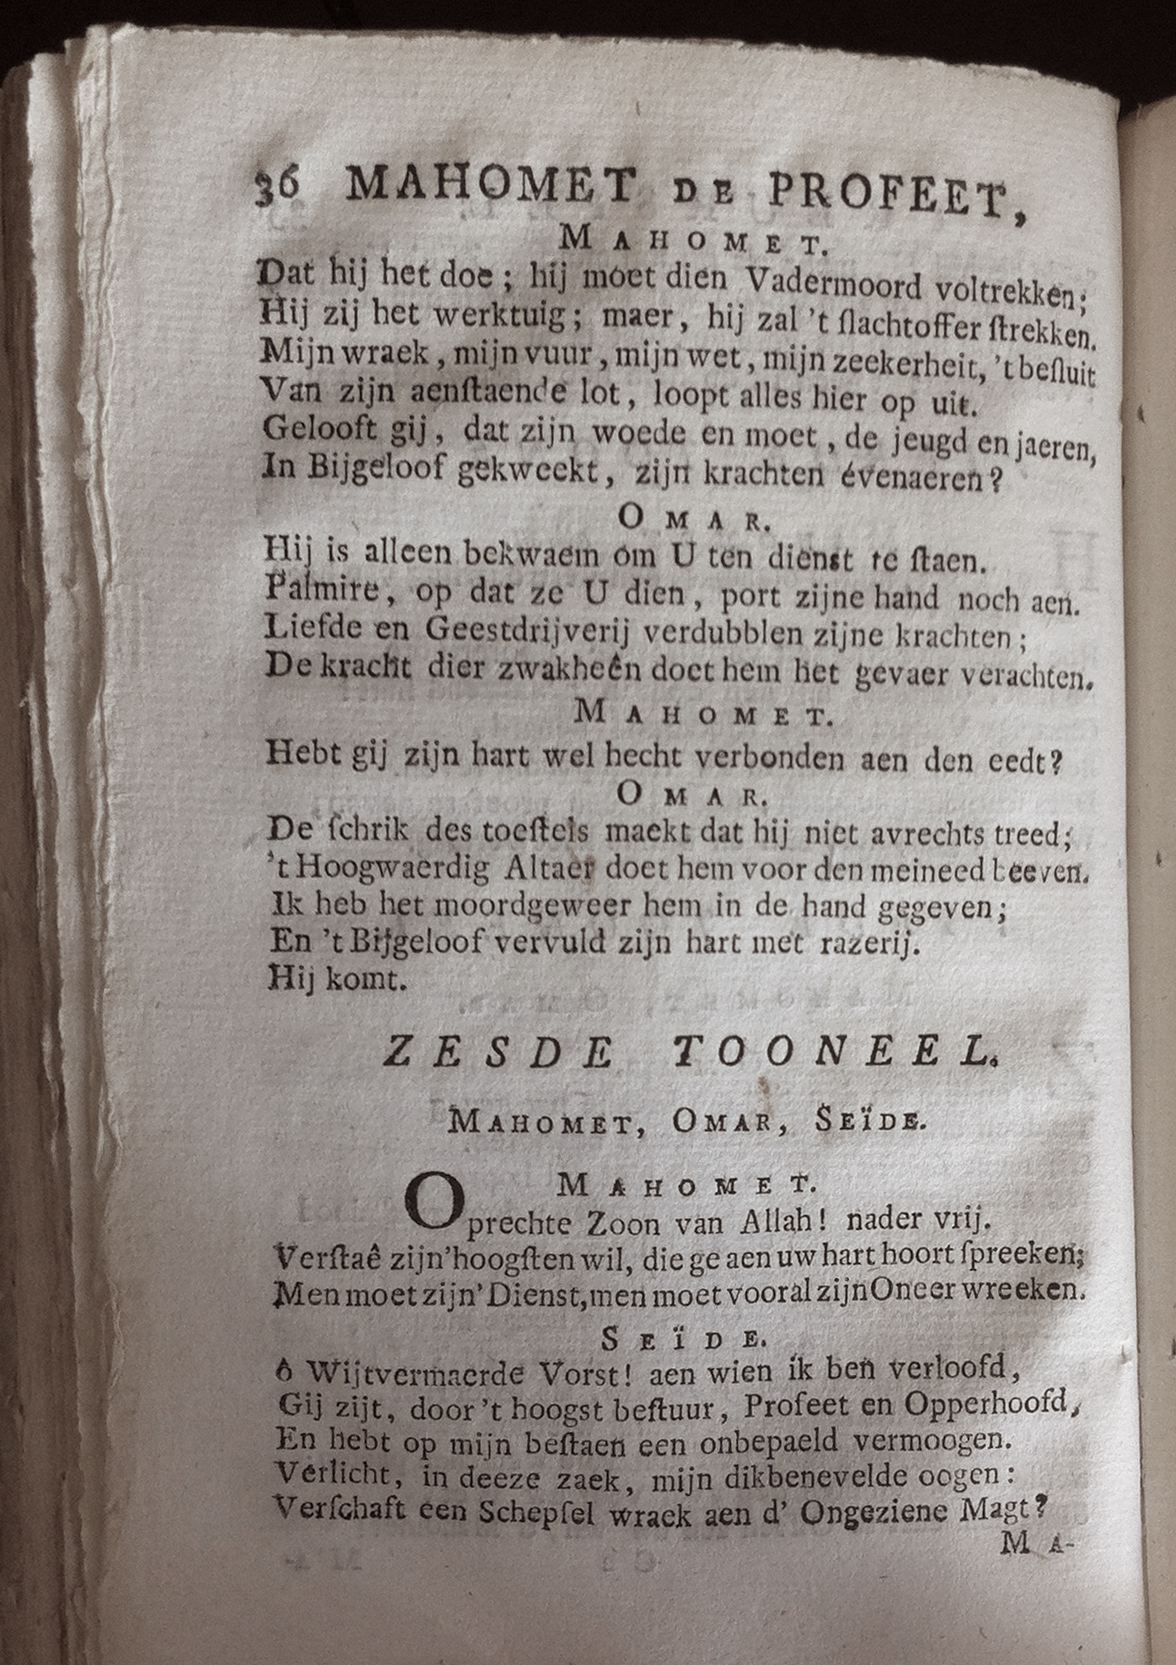 36 MAHOMET DE PROFEET,
MAHOMET.
Dat hij het doe; hij moet dien Vadermoord voltrekken;
Hij zij het werktuig; maer, hij zal 't ſlachtoffer ſtrekken.
Mijn wraek, mijn vuur, mijn wet, mijn zeekerheit, 't beſluit
Van zijn aenſtaende lot, loopt alles hier op uit.
Gelooft gij, dat zijn woede en moet, de jeugd en jaeren,
In Bijgeloof gekweekt, zijn krachten évenaeren?
OMAR.
Hij is alleen bekwaem om U ten dienst te ſtaen.
Palmire, op dat ze U dien, port zijne hand noch aen.
Liefde en Geestdrijverij verdubblen zijne krachten;
De kracht dier zwakheên doet hem het gevaer verachten.
MAHOMET.
Hebt gij zijn hart wel hecht verbonden aen den eedt?
OMAR.
De ſchrik des toeſtels maekt dat hij niet avrechts treed;
't Hoogwaerdig Altaer doet hem voor den meineed beeven.
Ik heb het moordgeweer hem in de hand gegeven;
En 't Bijgeloof vervuld zijn hart met razerij.
Hij komt.
ZESDE TOONEEL.
MAHOMET, OMAR, SEÏDE.
MAHOMET.
Oprechte Zoon van Allah! nader vrij.
Verſtaê zijn' hoogſten wil, die ge aen uw hart hoort ſpreeken;
Men moet zijn' Dienst, men moet vooral zijn Oneer wreeken.
SEÏDE.
ô Wijtvermaerde Vorst! aen wien ik ben verloofd,
Gij zijt, door 't hoogst beſtuur, Profeet en Opperhoofd,
En hebt op mijn beſtaen een onbepaeld vermoogen.
Verlicht, in deeze zaek, mijn dikbenevelde oogen:
Verſchaft een Schepſel wraek aen d' Ongeziene Magt?
MA-